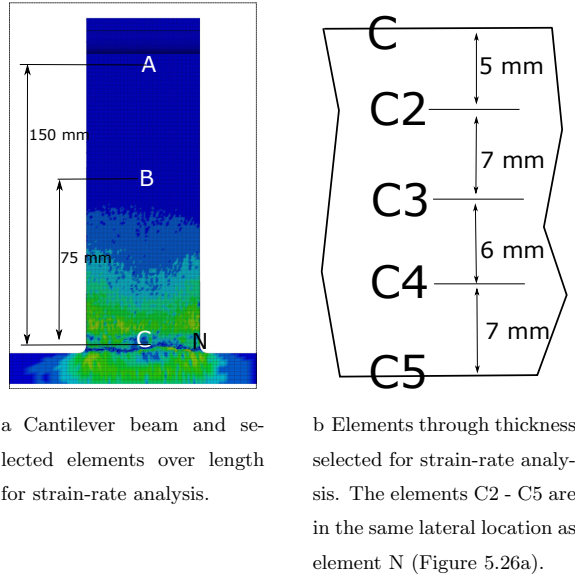 A
150 mm
B
75 mm
C
N
C
5 mm
C2
7 mm
C3
6 mm
C4
7 mm
C5
a Cantilever beam and se-
lected elements over length
for strain-rate analysis.
b Elements through thickness
selected for strain-rate analy-
sis. The elements C2 - C5 are
in the same lateral location as
element N (Figure 5.26a).